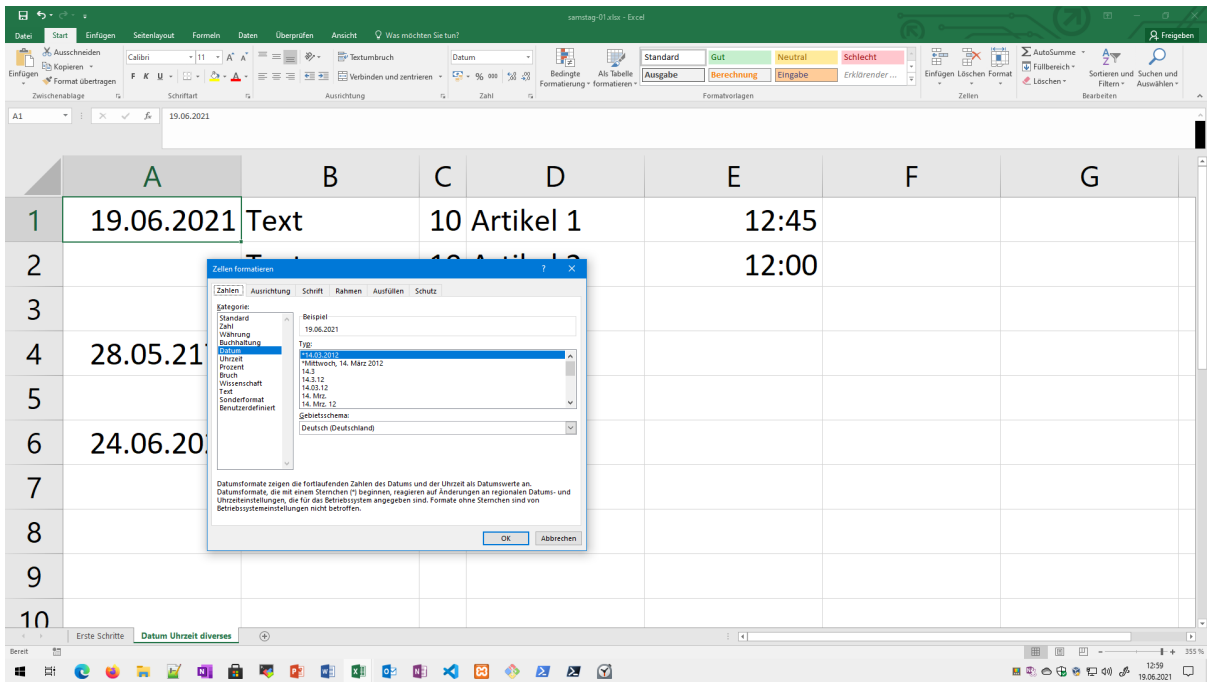 samstag-01.xlsx - Excel
Datei Start Einfügen Seitenlayout Formeln Daten Überprüfen Ansicht Was möchten Sie tun? Freigeben
Einfügen
Ausschneiden
Kopieren
Format übertragen
Zwischenablage
Calibri 11
F K U
Schriftart
Textumbruch
Verbinden und zentrieren
Ausrichtung
Datum
% 000
Zahl
Bedingte Formatierung
Als Tabelle formatieren
Standard Gut Neutral Schlecht
Ausgabe Berechnung Eingabe Erklärender ...
Formatvorlagen
Einfügen Löschen Format
Zellen
AutoSumme
Füllbereich
Löschen
Sortieren und Filtern
Suchen und Auswählen
Bearbeiten
A1 fx 19.06.2021
A B C D E F G
1 19.06.2021 Text 10 Artikel 1 12:45
2 12:00
3
4 28.05.21
5
6 24.06.20
7
8
9
10
Zellen formatieren ? ×
Zahlen Ausrichtung Schrift Rahmen Ausfüllen Schutz
Kategorie:
Standard
Zahl
Währung
Buchhaltung
Datum
Uhrzeit
Prozent
Bruch
Wissenschaft
Text
Sonderformat
Benutzerdefiniert
Beispiel
19.06.2021
Typ:
*14.03.2012
*Mittwoch, 14. März 2012
14.3
14.3.12
14.03.12
14. Mrz.
14. Mrz. 12
Gebietsschema:
Deutsch (Deutschland)
Datumsformate zeigen die fortlaufenden Zahlen des Datums und der Uhrzeit als Datumswerte an.
Datumsformate, die mit einem Sternchen (*) beginnen, reagieren auf Änderungen an regionalen Datums- und
Uhrzeiteinstellungen, die für das Betriebssystem angegeben sind. Formate ohne Sternchen sind von
Betriebssystemeinstellungen nicht betroffen.
OK Abbrechen
Erste Schritte Datum Uhrzeit diverses
Bereit 355 %
12:59
19.06.2021